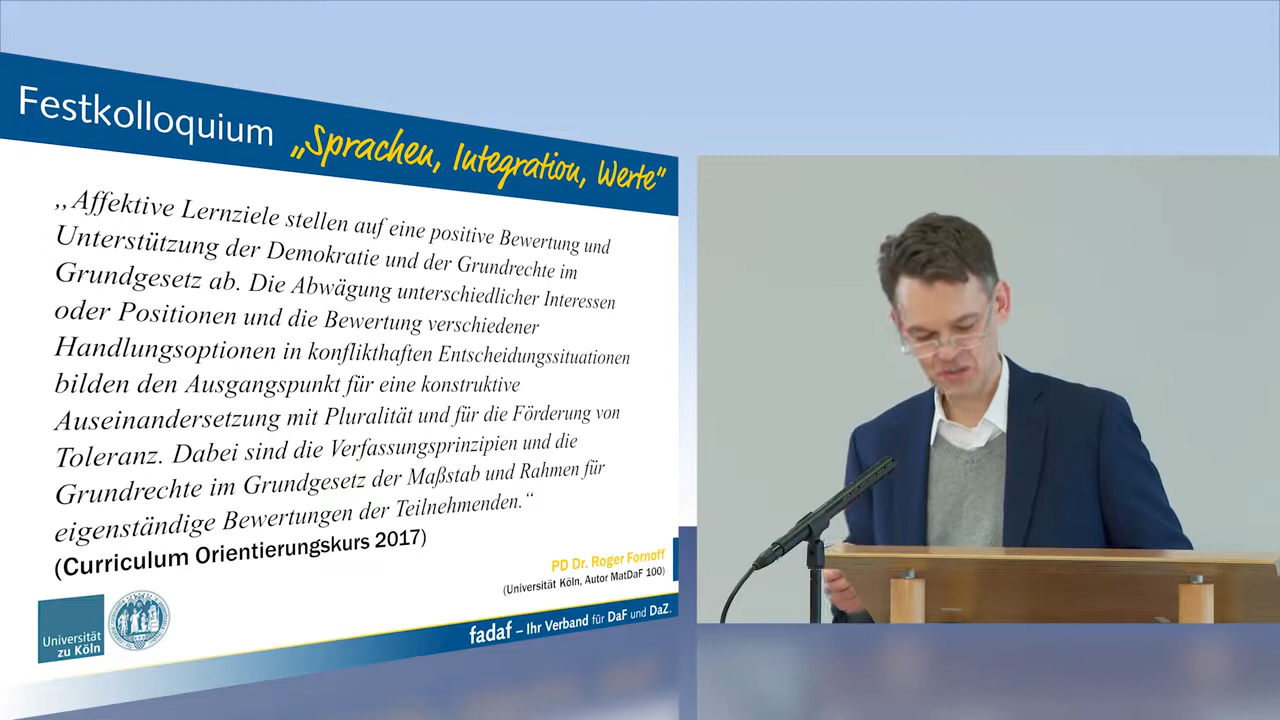 Festkolloquium „Sprachen, Integration, Werte“
„Affektive Lernziele stellen auf eine positive Bewertung und
Unterstützung der Demokratie und der Grundrechte im
Grundgesetz ab. Die Abwägung unterschiedlicher Interessen
oder Positionen und die Bewertung verschiedener
Handlungsoptionen in konflikthaften Entscheidungssituationen
bilden den Ausgangspunkt für eine konstruktive
Auseinandersetzung mit Pluralität und für die Förderung von
Toleranz. Dabei sind die Verfassungsprinzipien und die
Grundrechte im Grundgesetz der Maßstab und Rahmen für
eigenständige Bewertungen der Teilnehmenden.“
(Curriculum Orientierungskurs 2017)
PD Dr. Roger Fornoff
(Universität Köln, Autor MatDaF 100)
Universität
zu Köln
fadaf – Ihr Verband für DaF und DaZ.